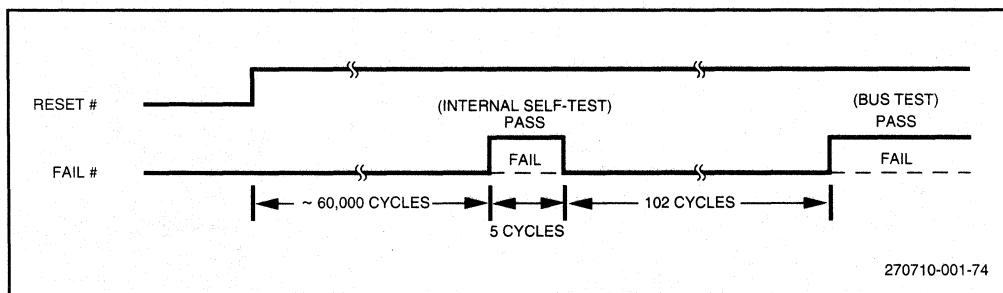 RESET #
(INTERNAL SELF-TEST)
PASS
(BUS TEST)
PASS
FAIL #
FAIL
FAIL
~ 60,000 CYCLES
5 CYCLES
102 CYCLES
270710-001-74